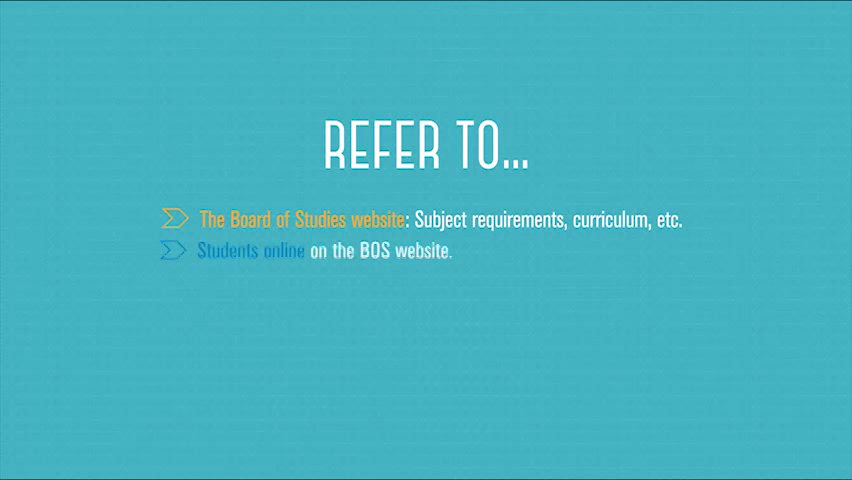 REFER TO...
The Board of Studies website: Subject requirements, curriculum, etc.
Students online on the BOS website.